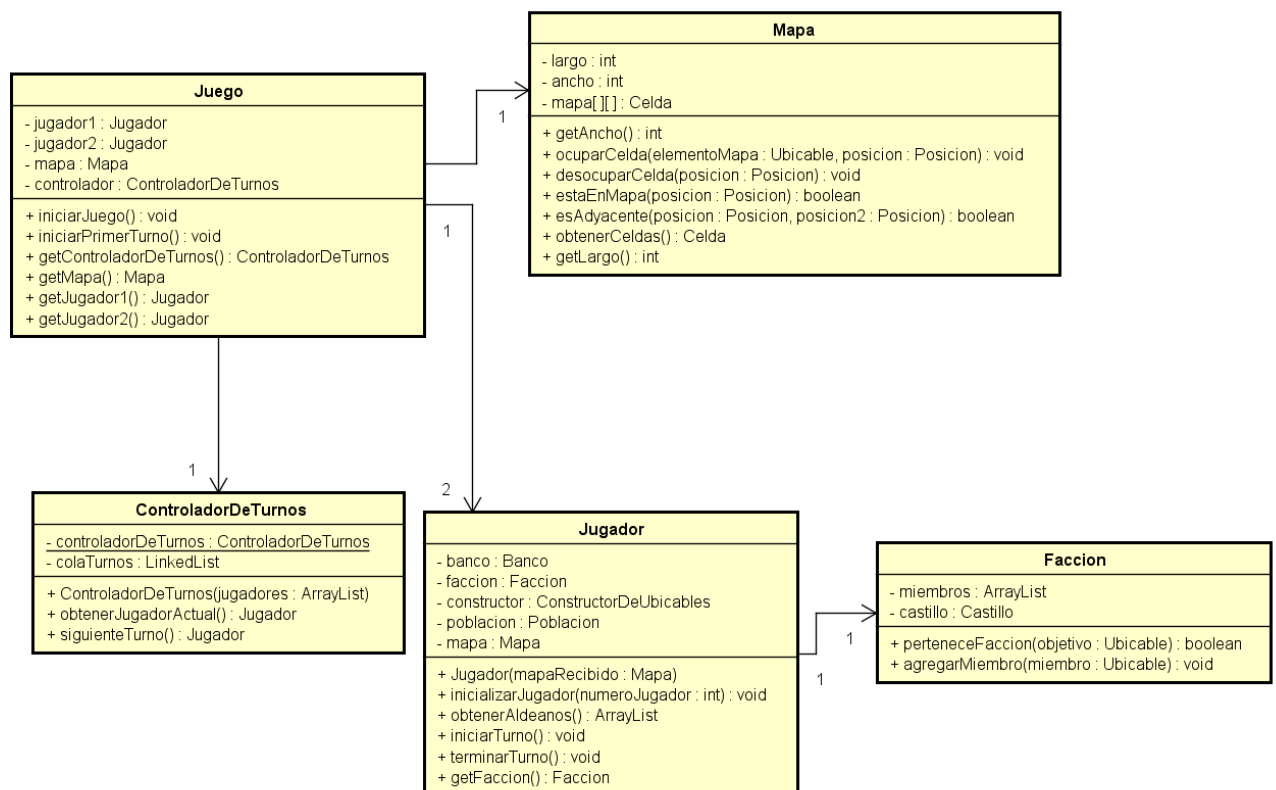 Mapa
- largo : int
- ancho : int
- mapa[ ][ ] : Celda
+ getAncho() : int
+ ocuparCelda(elementoMapa : Ubicable, posicion : Posicion) : void
+ desocuparCelda(posicion : Posicion) : void
+ estaEnMapa(posicion : Posicion) : boolean
+ esAdyacente(posicion : Posicion, posicion2 : Posicion) : boolean
+ obtenerCeldas() : Celda
+ getLargo() : int
Juego
- jugador1 : Jugador
- jugador2 : Jugador
- mapa : Mapa
- controlador : ControladorDeTurnos
+ iniciarJuego() : void
+ iniciarPrimerTurno() : void
+ getControladorDeTurnos() : ControladorDeTurnos
+ getMapa() : Mapa
+ getJugador1() : Jugador
+ getJugador2() : Jugador
1
1
1
2
ControladorDeTurnos
- controladorDeTurnos : ControladorDeTurnos
- colaTurnos : LinkedList
+ ControladorDeTurnos(jugadores : ArrayList)
+ obtenerJugadorActual() : Jugador
+ siguienteTurno() : Jugador
Jugador
- banco : Banco
- faccion : Faccion
- constructor : ConstructorDeUbicables
- poblacion : Poblacion
- mapa : Mapa
+ Jugador(mapaRecibido : Mapa)
+ inicializarJugador(numeroJugador : int) : void
+ obtenerAldeanos() : ArrayList
+ iniciarTurno() : void
+ terminarTurno() : void
+ getFaccion() : Faccion
1
1
Faccion
- miembros : ArrayList
- castillo : Castillo
+ perteneceFaccion(objetivo : Ubicable) : boolean
+ agregarMiembro(miembro : Ubicable) : void